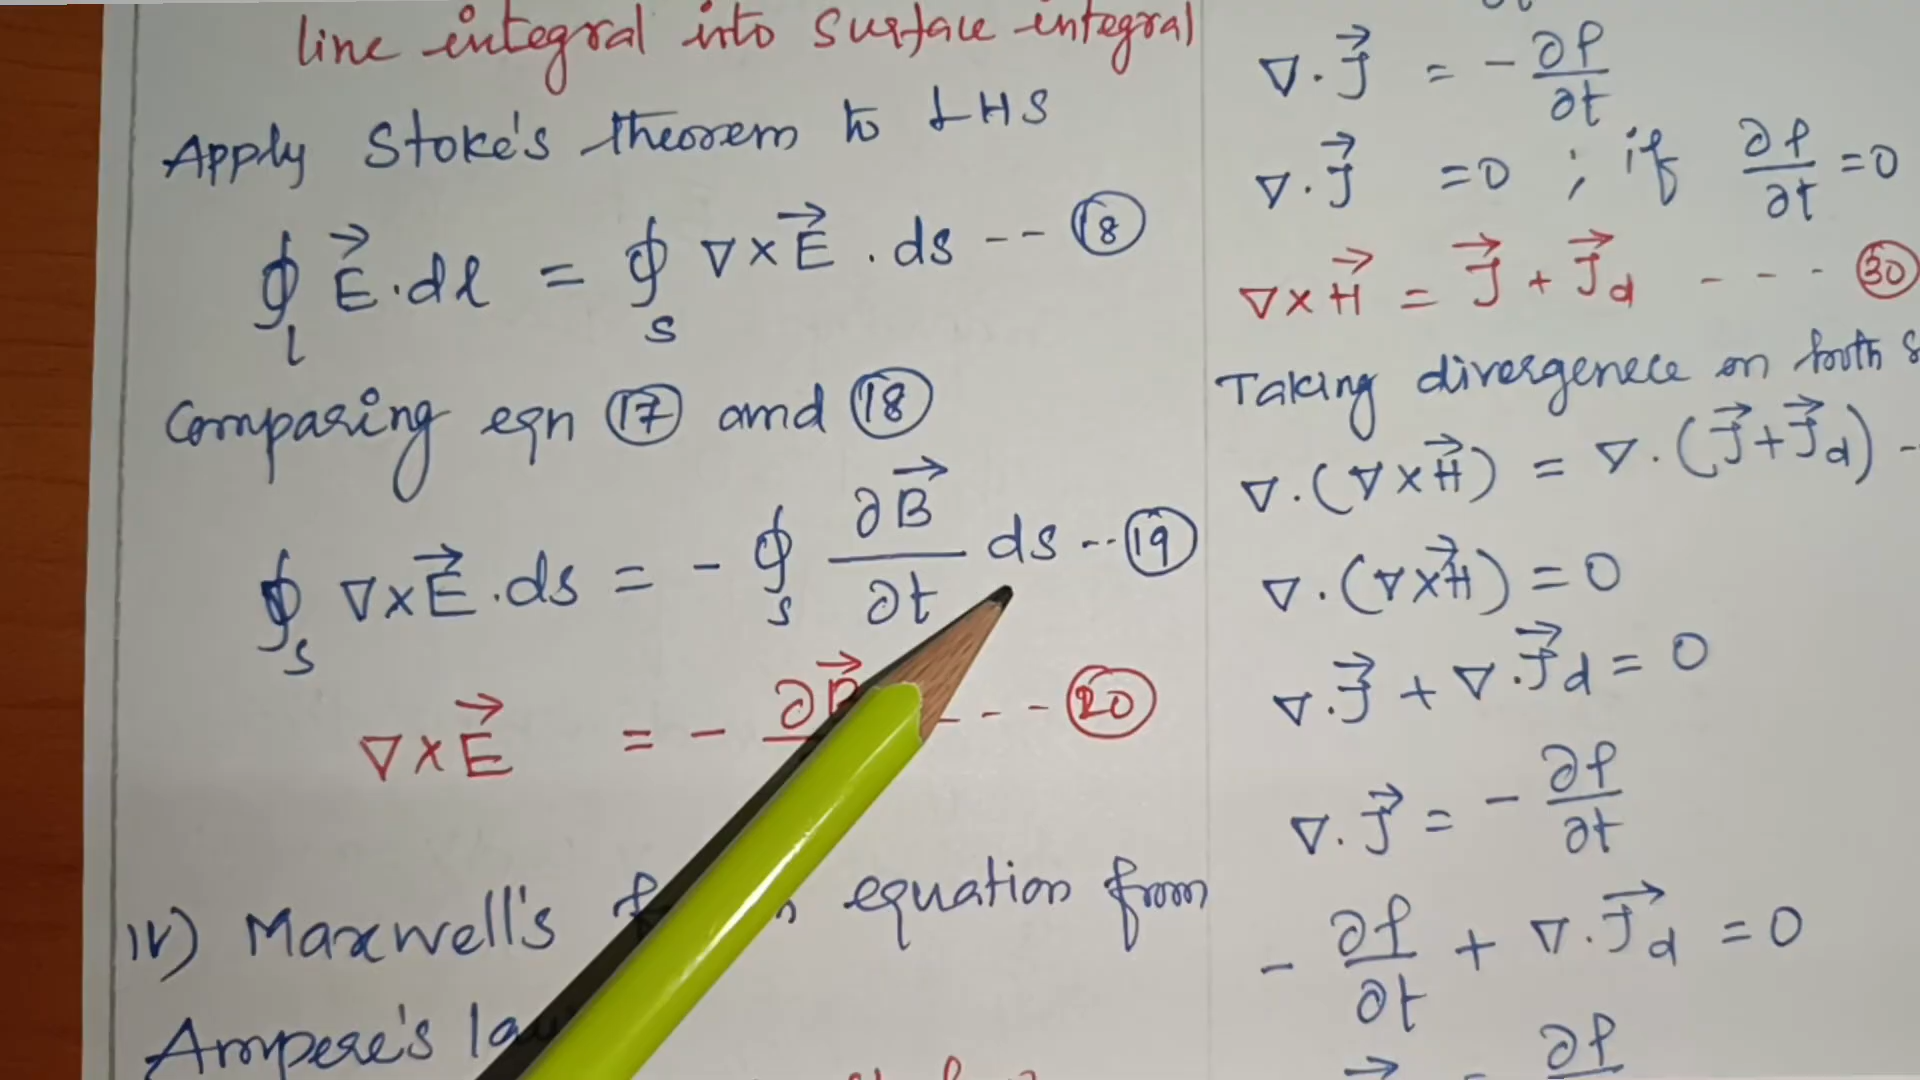 line integral into surface integral
Apply Stoke's theorem to LHS
∮l E⃗ . dl = ∮s ∇×E⃗ . ds -- (18)
Comparing eqn (17) and (18)
∮s ∇×E⃗ . ds = - ∮s ∂B⃗/∂t ds -- (19)
∇×E⃗ = - ∂B⃗ --- (20)
IV) Maxwell's equation from
Ampere's
∇.J⃗ = - ∂ρ/∂t
∇.J⃗ = 0 ; if ∂ρ/∂t = 0
∇×H⃗ = J⃗ + J⃗d ---- (30)
Taking divergenece on both
∇.(∇×H⃗) = ∇.(J⃗+J⃗d) -
∇.(∇×H⃗) = 0
∇.J⃗ + ∇.J⃗d = 0
∇.J⃗ = - ∂ρ/∂t
- ∂ρ/∂t + ∇.J⃗d = 0
= ∂ρ